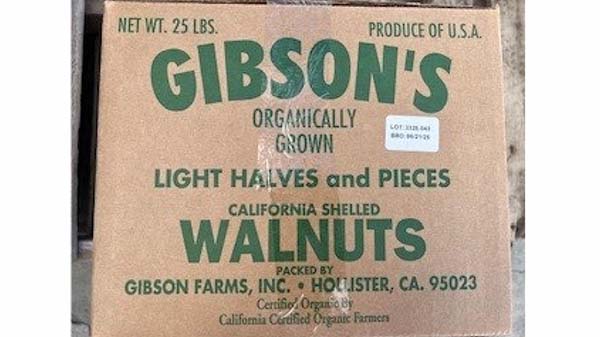 NET WT. 25 LBS.
PRODUCE OF U.S.A.
GIBSON'S
ORGANICALLY
GROWN
LIGHT HALVES and PIECES
CALIFORNIA SHELLED
WALNUTS
PACKED BY
GIBSON FARMS, INC. • HOLLISTER, CA. 95023
Certified Organic By
California Certified Organic Farmers
LOT: